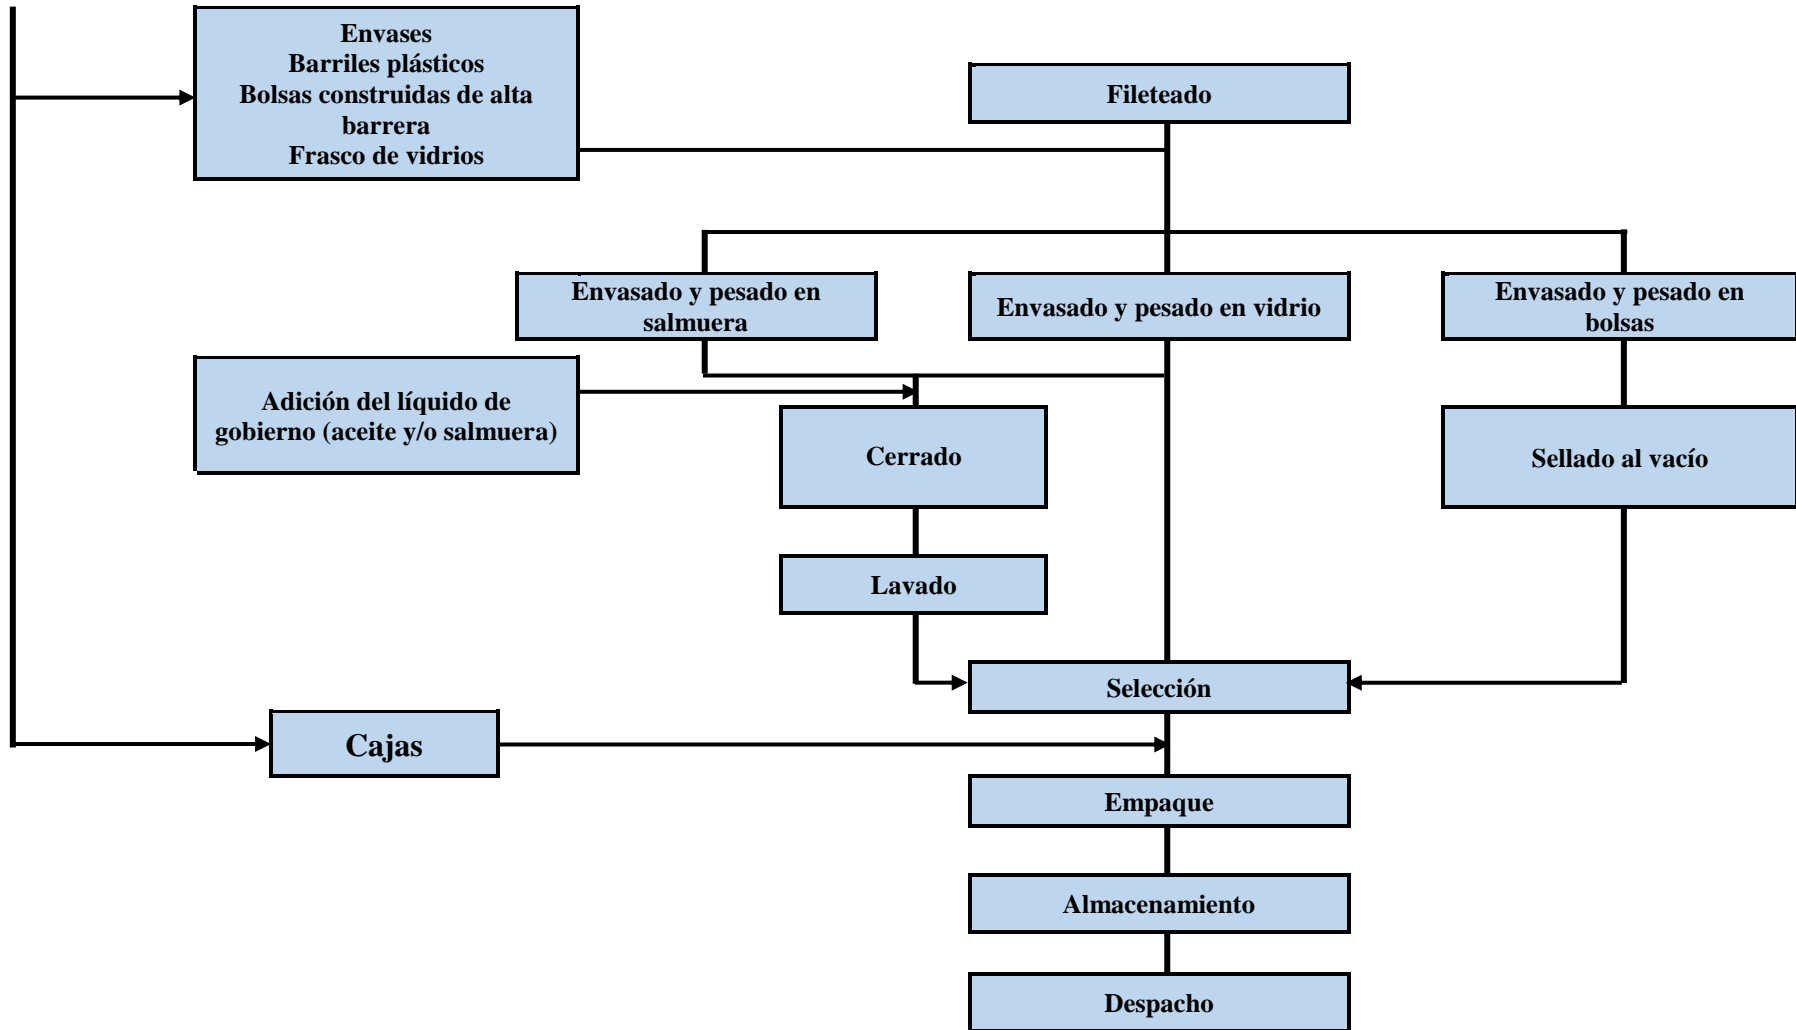 Envases
Barriles plásticos
Bolsas construidas de alta
barrera
Frasco de vidrios
Fileteado
Envasado y pesado en
salmuera
Envasado y pesado en vidrio
Envasado y pesado en
bolsas
Adición del líquido de
gobierno (aceite y/o salmuera)
Cerrado
Sellado al vacío
Lavado
Selección
Cajas
Empaque
Almacenamiento
Despacho